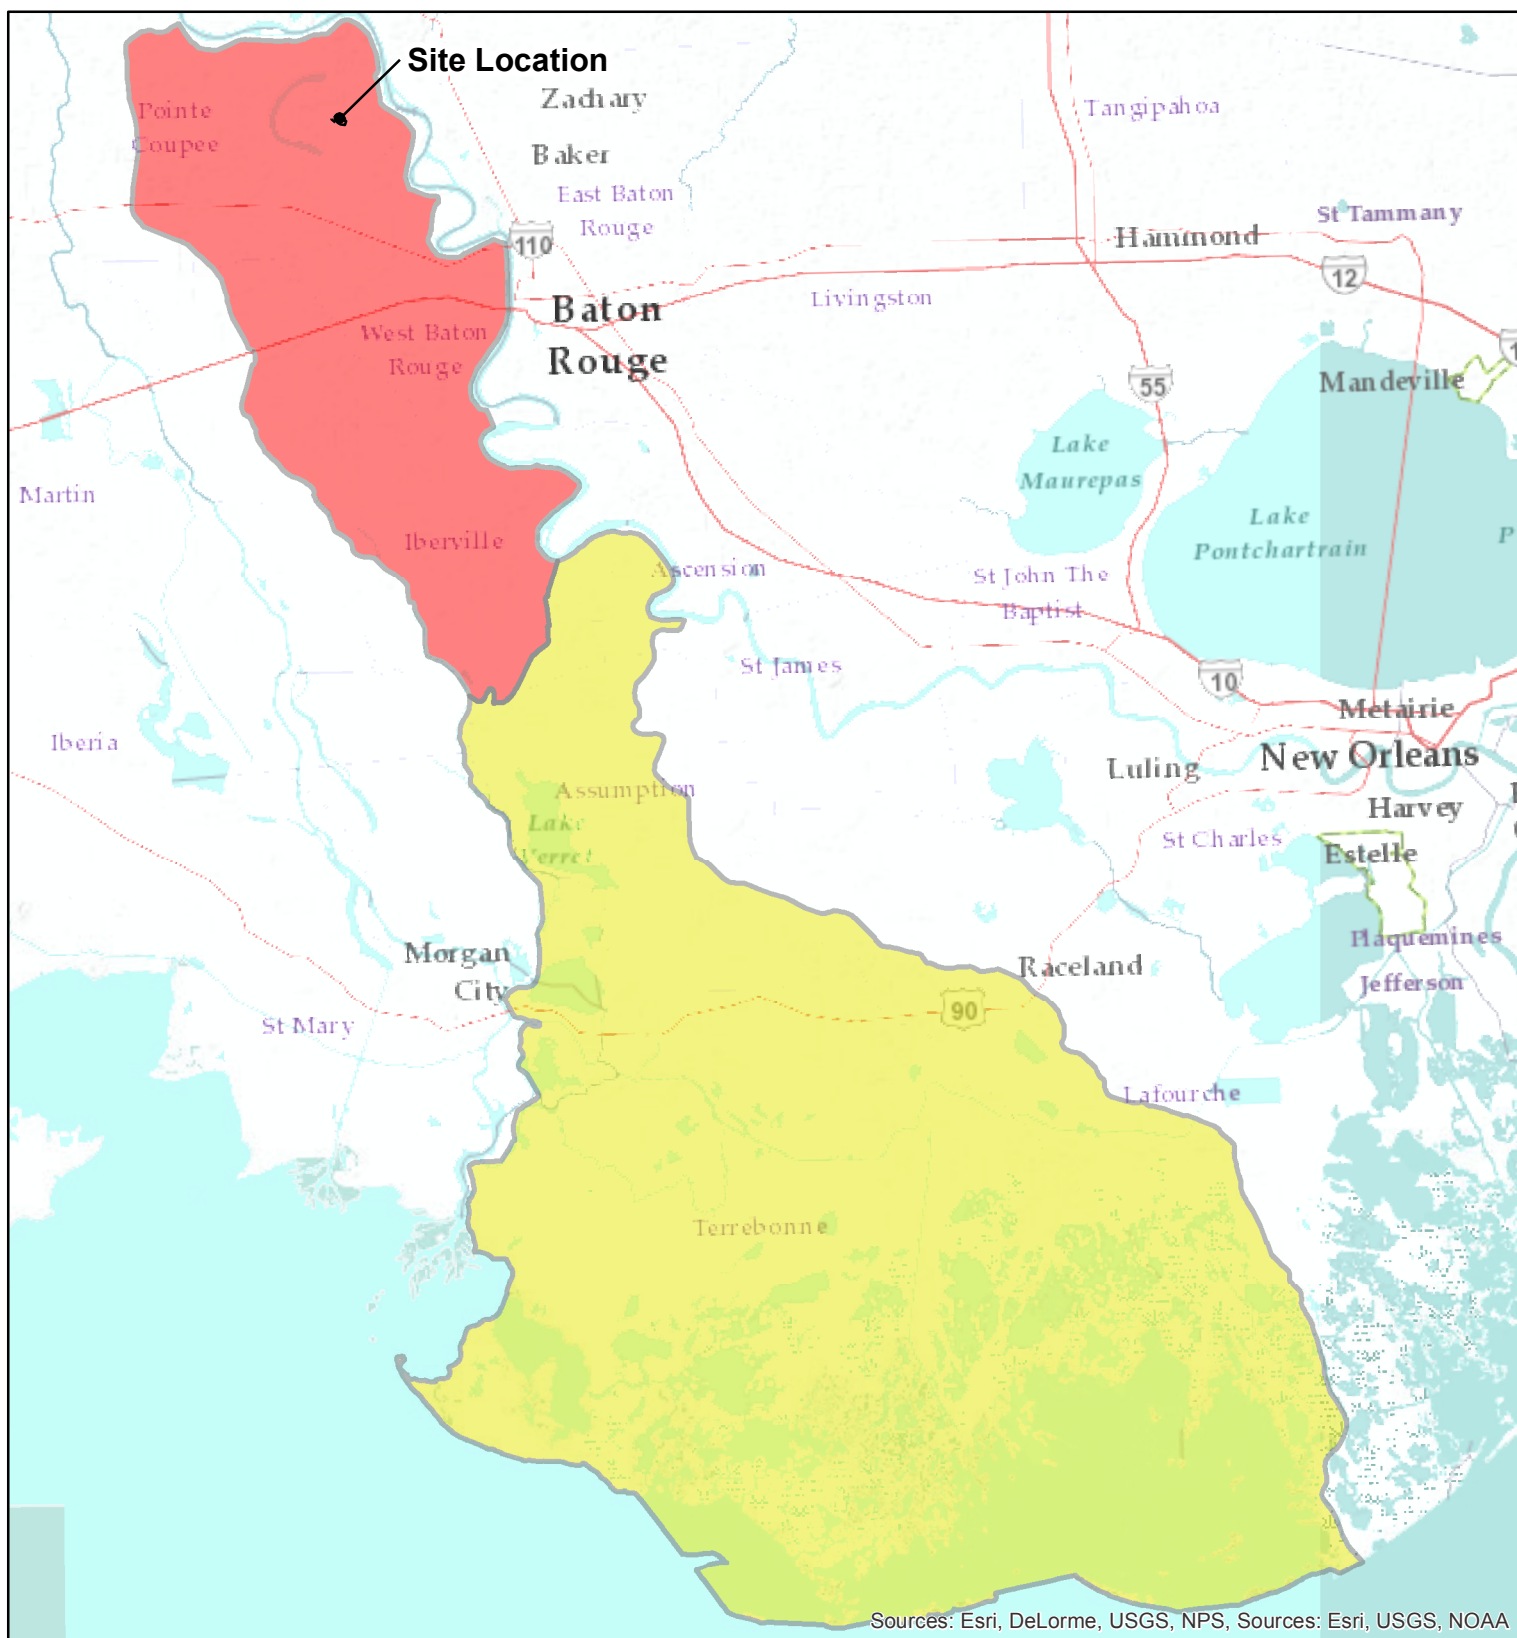 Site Location
Zachary
Pointe
Coupee
Tangipahoa
Baker
East Baton
Rouge
St Tammany
110
Hammond
12
Livingston
Baton
Rouge
West Baton
Rouge
55
Mandeville
Lake
Maurepas
Martin
Lake
Pontchartrain
P
Iberville
Ascension
St John The
Baptist
St James
10
Metairie
Iberia
New Orleans
Luling
Assumption
Harvey
Lake
Verret
St Charles
Estelle
Plaquemines
Morgan
City
Raceland
Jefferson
90
St Mary
Lafourche
Terrebonne
Sources: Esri, DeLorme, USGS, NPS, Sources: Esri, USGS, NOAA